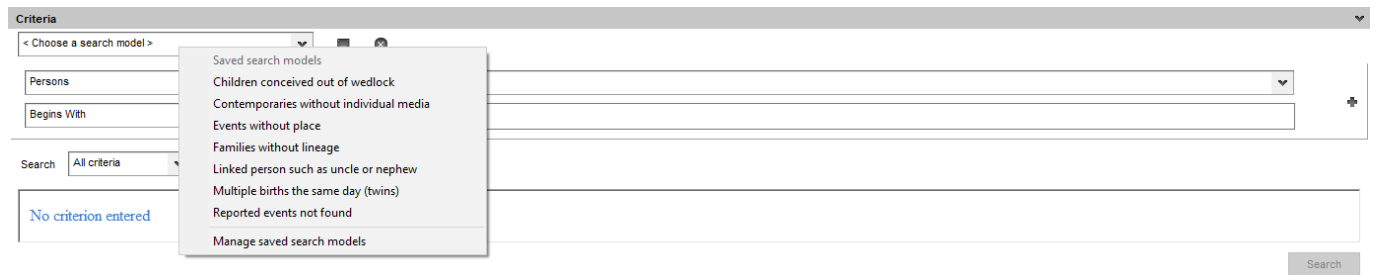 Criteria
< Choose a search model >
Saved search models
Children conceived out of wedlock
Contemporaries without individual media
Events without place
Families without lineage
Linked person such as uncle or nephew
Multiple births the same day (twins)
Reported events not found
Manage saved search models
Persons
Begins With
Search All criteria
No criterion entered
Search